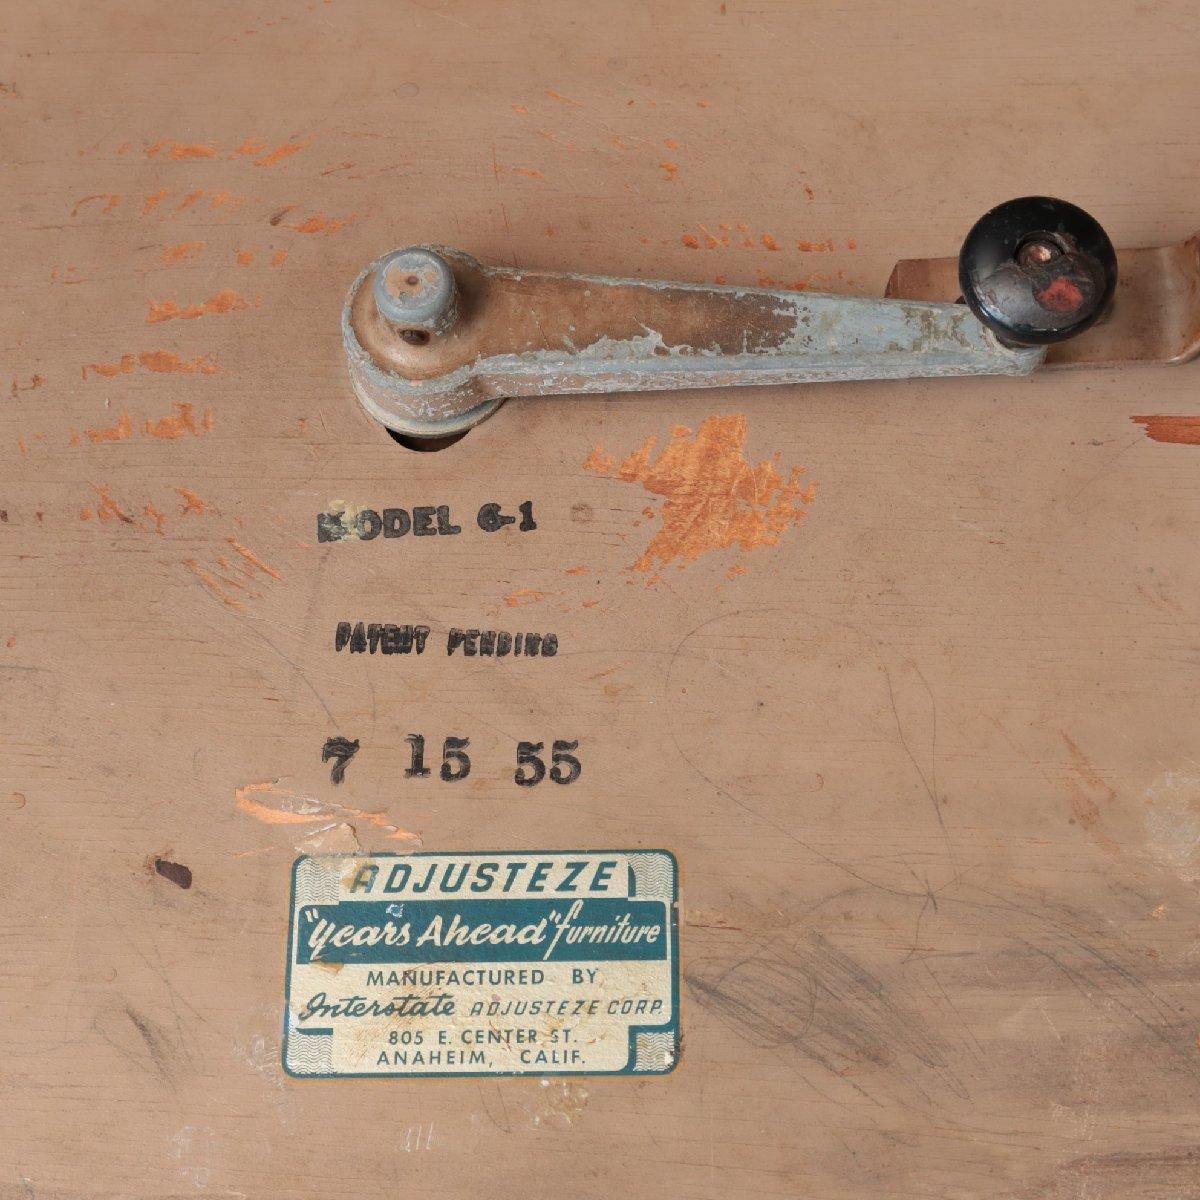 MODEL 6-1
PATENT PENDING
7 15 55
ADJUSTEZE
"Years Ahead" furniture
MANUFACTURED BY
Interstate ADJUSTEZE CORP.
805 E. CENTER ST.
ANAHEIM, CALIF.